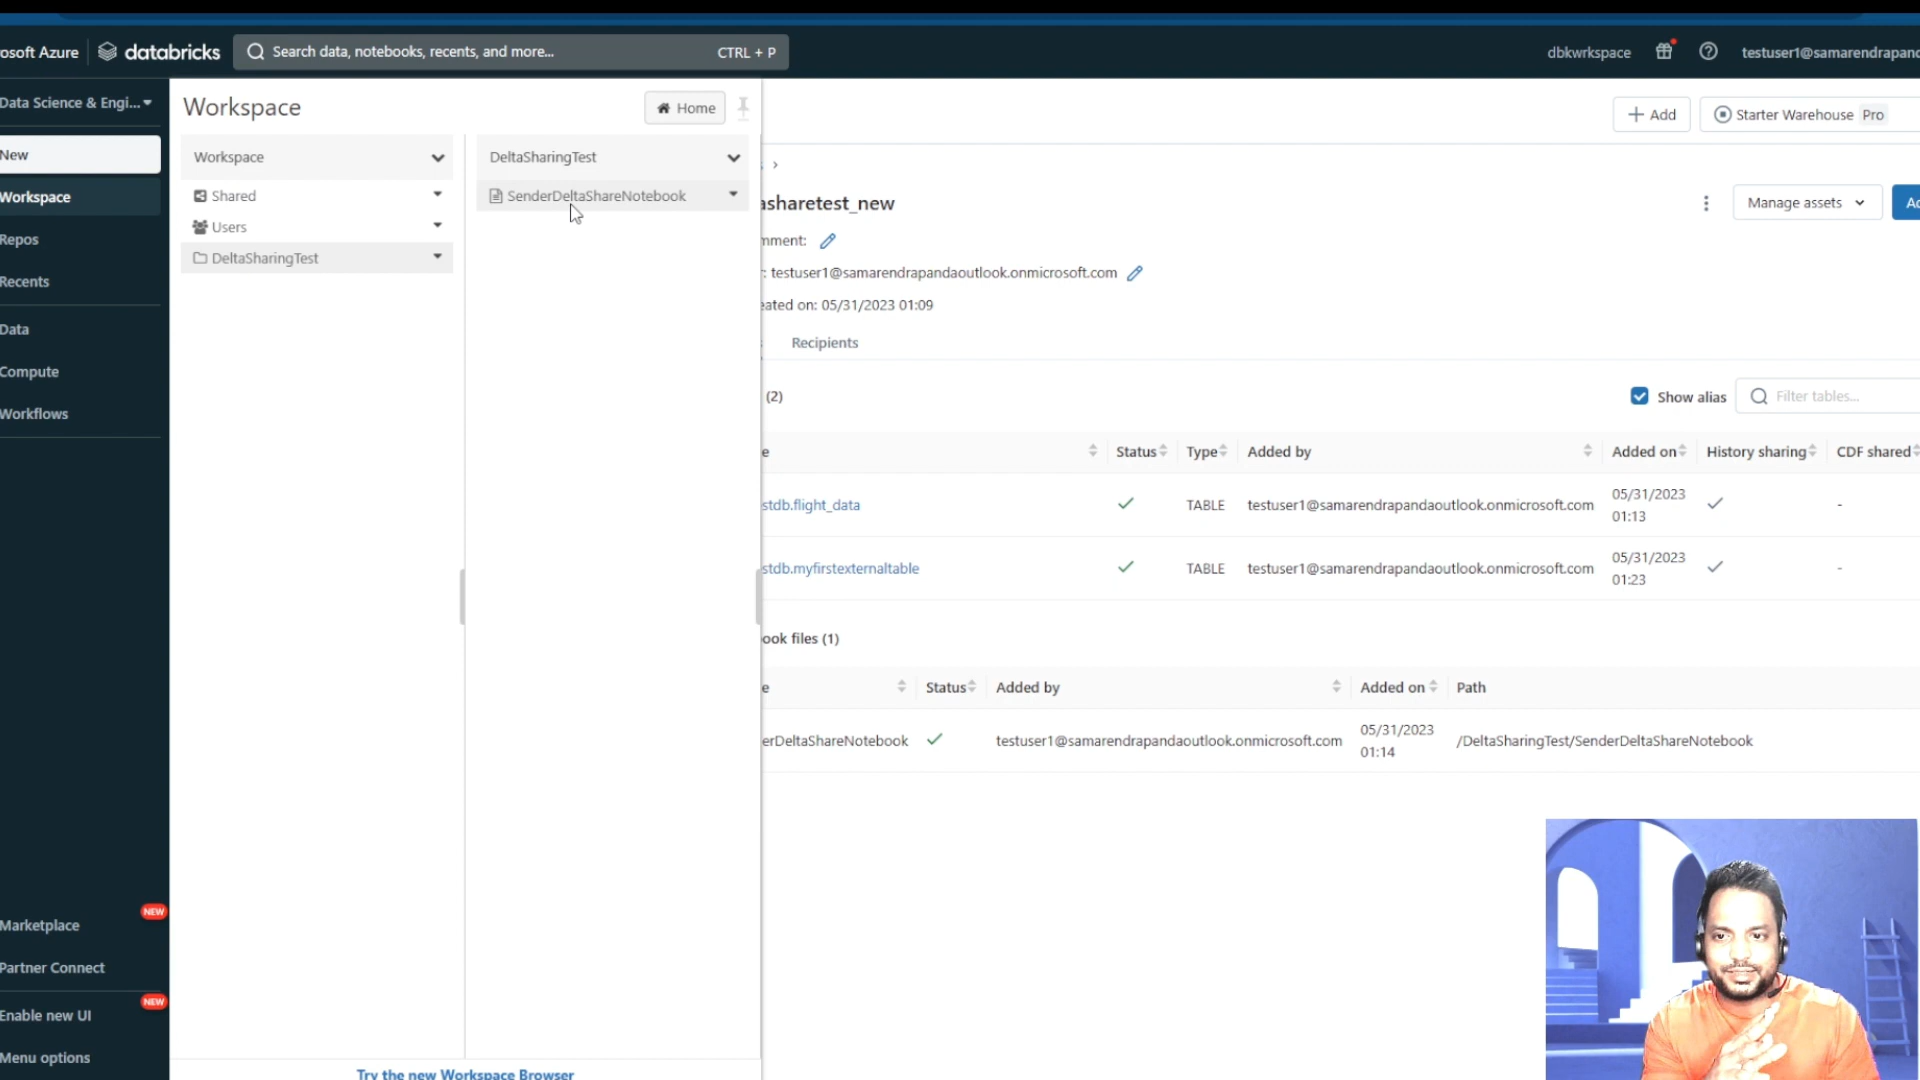 osoft Azure databricks Search data, notebooks, recents, and more... CTRL + P dbkwrkspace testuser1@samarendrapand
Data Science & Engi...
New
Workspace
Repos
Recents
Data
Compute
Workflows
Marketplace NEW
Partner Connect
Enable new UI NEW
Menu options
Workspace Home
Workspace
Shared
Users
DeltaSharingTest
DeltaSharingTest
SenderDeltaShareNotebook
Try the new Workspace Browser
+ Add Starter Warehouse Pro
asharetest_new Manage assets
mment:
: testuser1@samarendrapandaoutlook.onmicrosoft.com
eated on: 05/31/2023 01:09
Recipients
(2) Show alias Filter tables...
e Status Type Added by Added on History sharing CDF shared
stdb.flight_data TABLE testuser1@samarendrapandaoutlook.onmicrosoft.com 05/31/2023 01:13 -
stdb.myfirstexternaltable TABLE testuser1@samarendrapandaoutlook.onmicrosoft.com 05/31/2023 01:23 -
ook files (1)
e Status Added by Added on Path
erDeltaShareNotebook testuser1@samarendrapandaoutlook.onmicrosoft.com 05/31/2023 01:14 /DeltaSharingTest/SenderDeltaShareNotebook